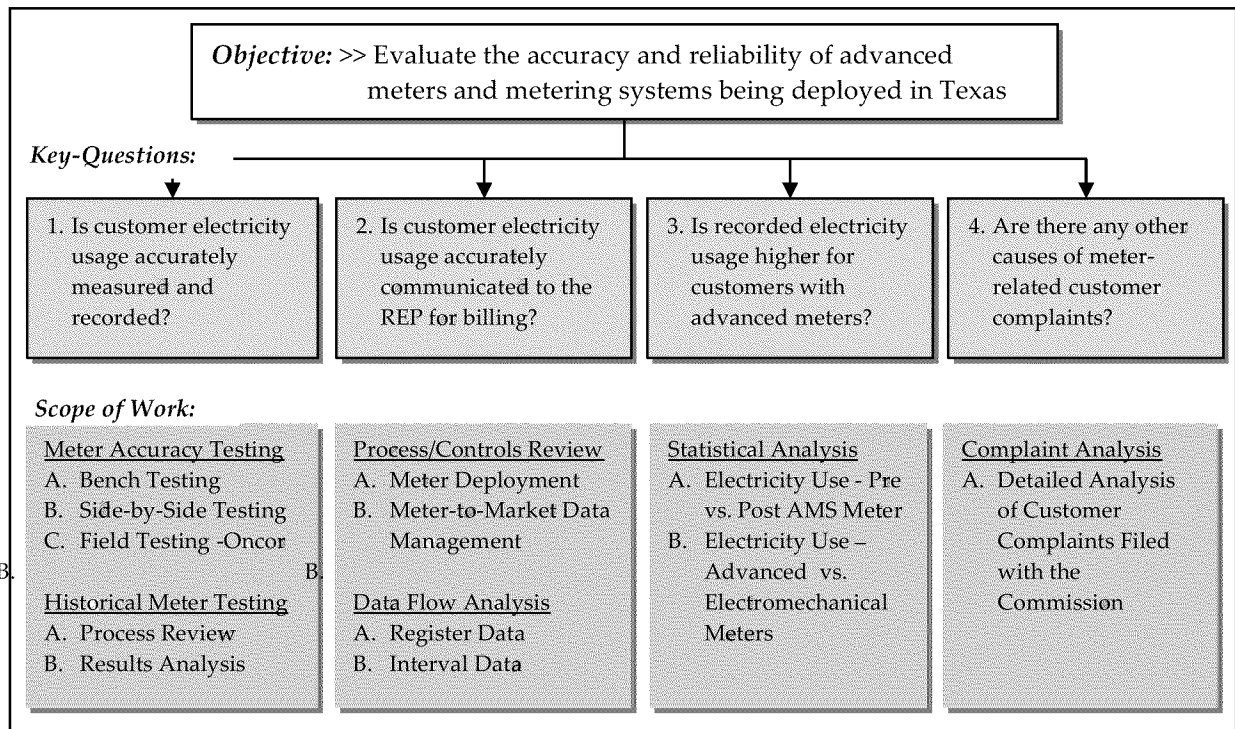 Objective: >> Evaluate the accuracy and reliability of advanced
meters and metering systems being deployed in Texas
Key-Questions:
1. Is customer electricity
usage accurately
measured and
recorded?
2. Is customer electricity
usage accurately
communicated to the
REP for billing?
3. Is recorded electricity
usage higher for
customers with
advanced meters?
4. Are there any other
causes of meter-
related customer
complaints?
Scope of Work:
Meter Accuracy Testing
A. Bench Testing
B. Side-by-Side Testing
C. Field Testing -Oncor
B.
Historical Meter Testing
A. Process Review
B. Results Analysis
Process/Controls Review
A. Meter Deployment
B. Meter-to-Market Data
Management
B.
Data Flow Analysis
A. Register Data
B. Interval Data
Statistical Analysis
A. Electricity Use - Pre
vs. Post AMS Meter
B. Electricity Use –
Advanced vs.
Electromechanical
Meters
Complaint Analysis
A. Detailed Analysis
of Customer
Complaints Filed
with the
Commission